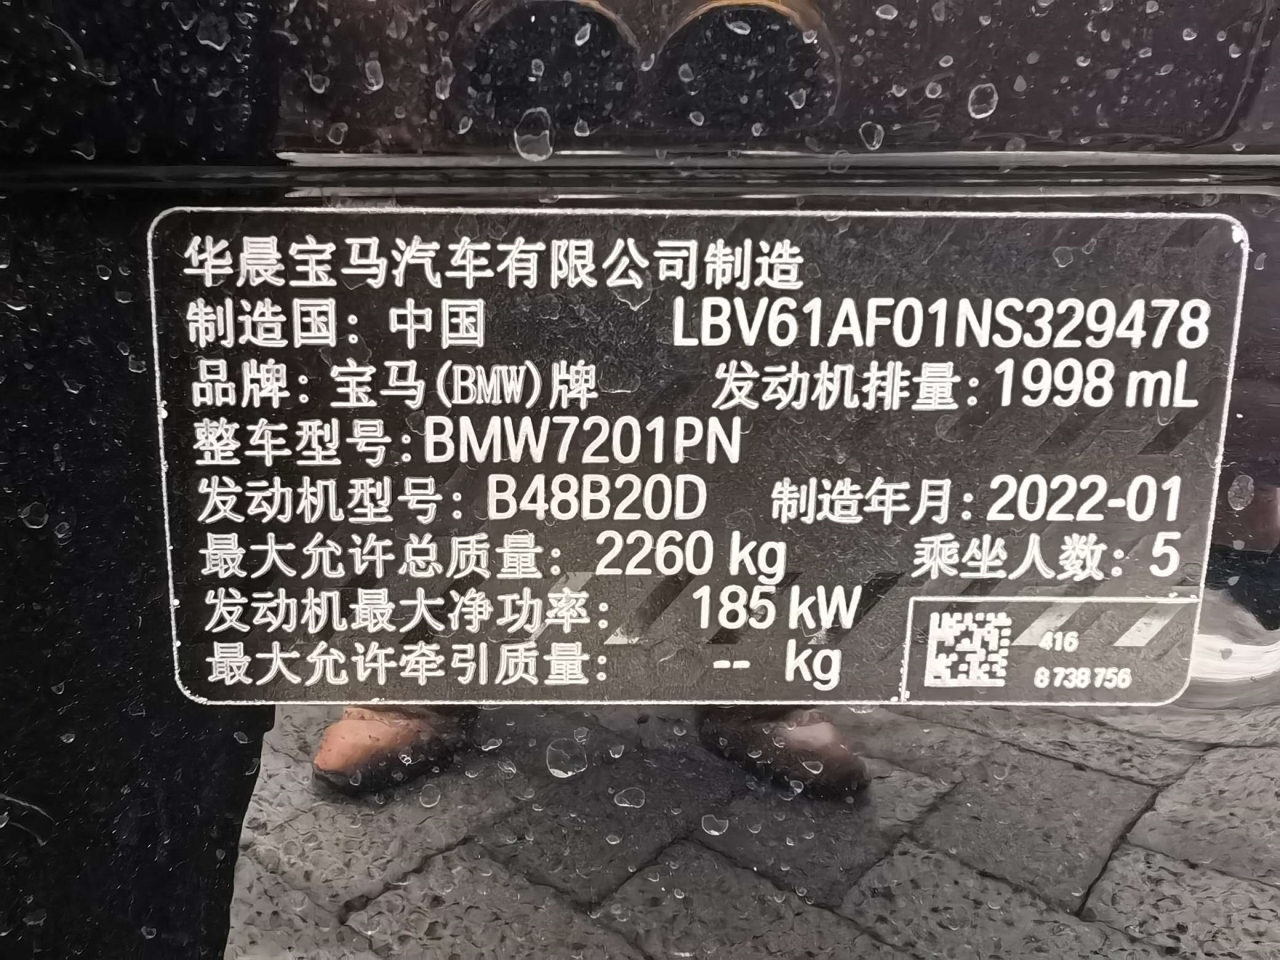 华晨宝马汽车有限公司制造
制造国：中国 LBV61AF01NS329478
品牌：宝马(BMW)牌 发动机排量：1998 mL
整车型号：BMW7201PN
发动机型号：B48B20D 制造年月：2022-01
最大允许总质量：2260 kg 乘坐人数：5
发动机最大净功率：185 kW
最大允许牵引质量：-- kg
416
8 738 756